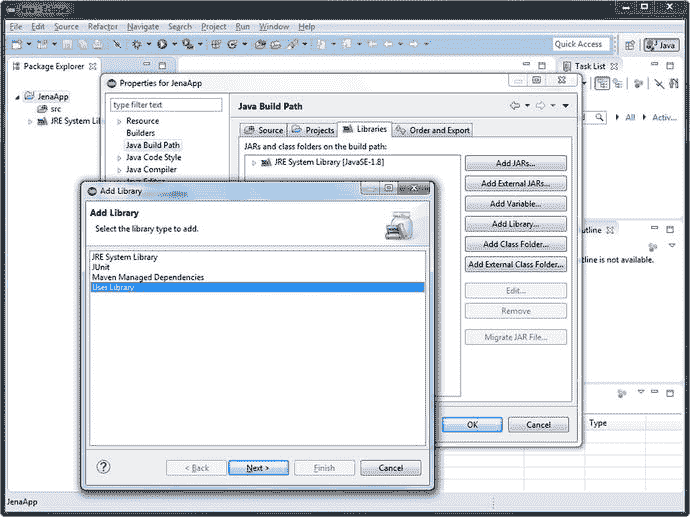 File Edit Source Refactor Navigate Search Project Run Window Help
Quick Access
Java
Package Explorer
Task List
JenaApp
src
JRE System Lib
All
Activ...
Properties for JenaApp
type filter text
Resource
Builders
Java Build Path
Java Code Style
Java Compiler
Java Build Path
Source Projects Libraries Order and Export
JARs and class folders on the build path:
JRE System Library [JavaSE-1.8]
Add JARs...
Add External JARs...
Add Variable...
Add Library...
Add Class Folder...
Add External Class Folder...
Edit...
Remove
Migrate JAR File...
OK
Cancel
Add Library
Add Library
Select the library type to add.
JRE System Library
JUnit
Maven Managed Dependencies
User Library
< Back
Next >
Finish
Cancel
utline
tline is not available.
Type
JenaApp